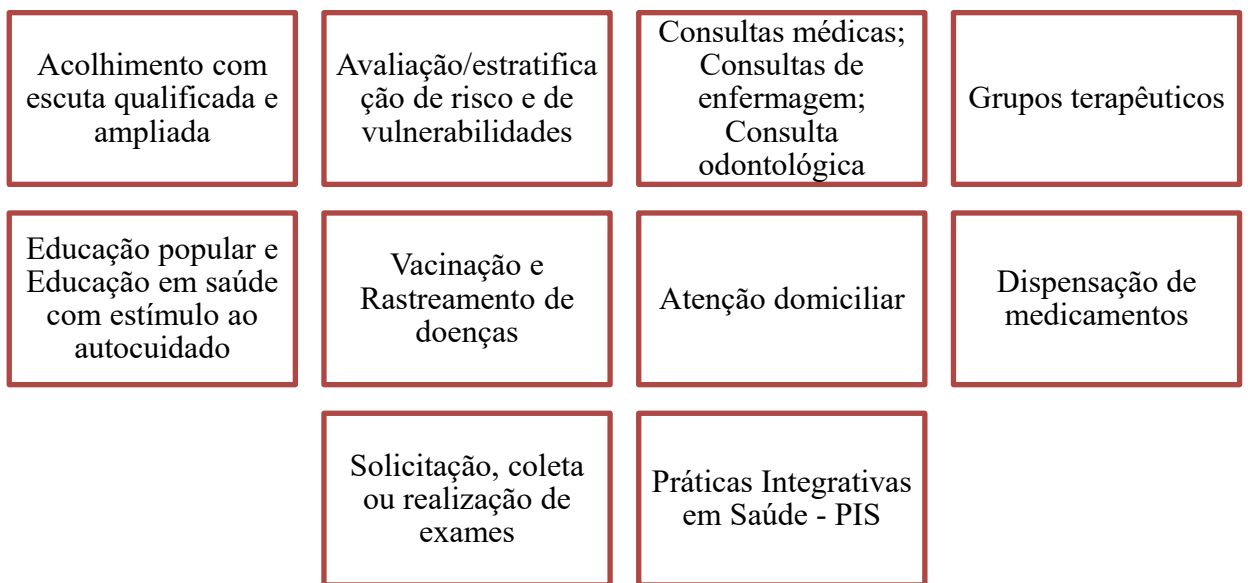 Acolhimento com
escuta qualificada e
ampliada
Avaliação/estratifica
ção de risco e de
vulnerabilidades
Consultas médicas;
Consultas de
enfermagem;
Consulta
odontológica
Grupos terapêuticos
Educação popular e
Educação em saúde
com estímulo ao
autocuidado
Vacinação e
Rastreamento de
doenças
Atenção domiciliar
Dispensação de
medicamentos
Solicitação, coleta
ou realização de
exames
Práticas Integrativas
em Saúde - PIS